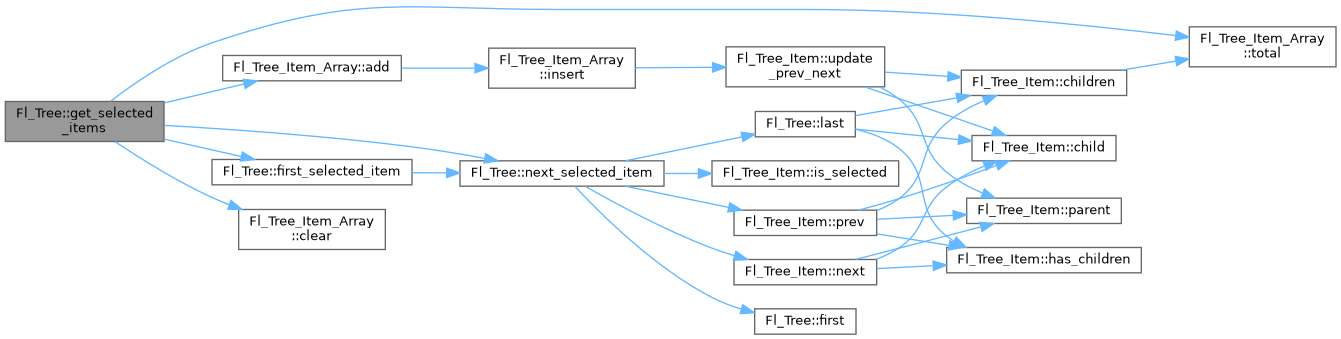 Fl_Tree::get_selected
_items
Fl_Tree_Item_Array::add
Fl_Tree::first_selected_item
Fl_Tree_Item_Array
::clear
Fl_Tree_Item_Array
::insert
Fl_Tree::next_selected_item
Fl_Tree_Item::update
_prev_next
Fl_Tree::last
Fl_Tree_Item::is_selected
Fl_Tree_Item::prev
Fl_Tree_Item::next
Fl_Tree::first
Fl_Tree_Item::children
Fl_Tree_Item::child
Fl_Tree_Item::parent
Fl_Tree_Item::has_children
Fl_Tree_Item_Array
::total